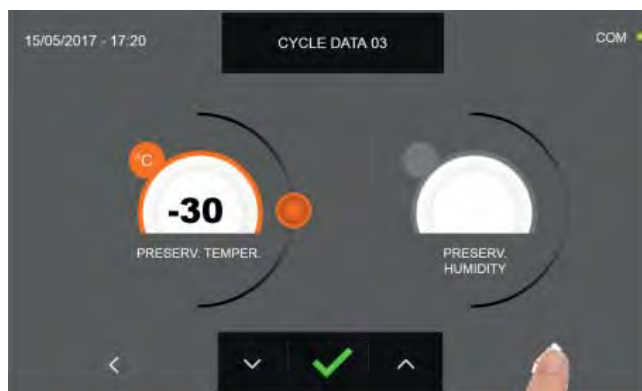 15/05/2017 - 17:20
CYCLE DATA 03
COM
°C
-30
PRESERV. TEMPER.
PRESERV.
HUMIDITY